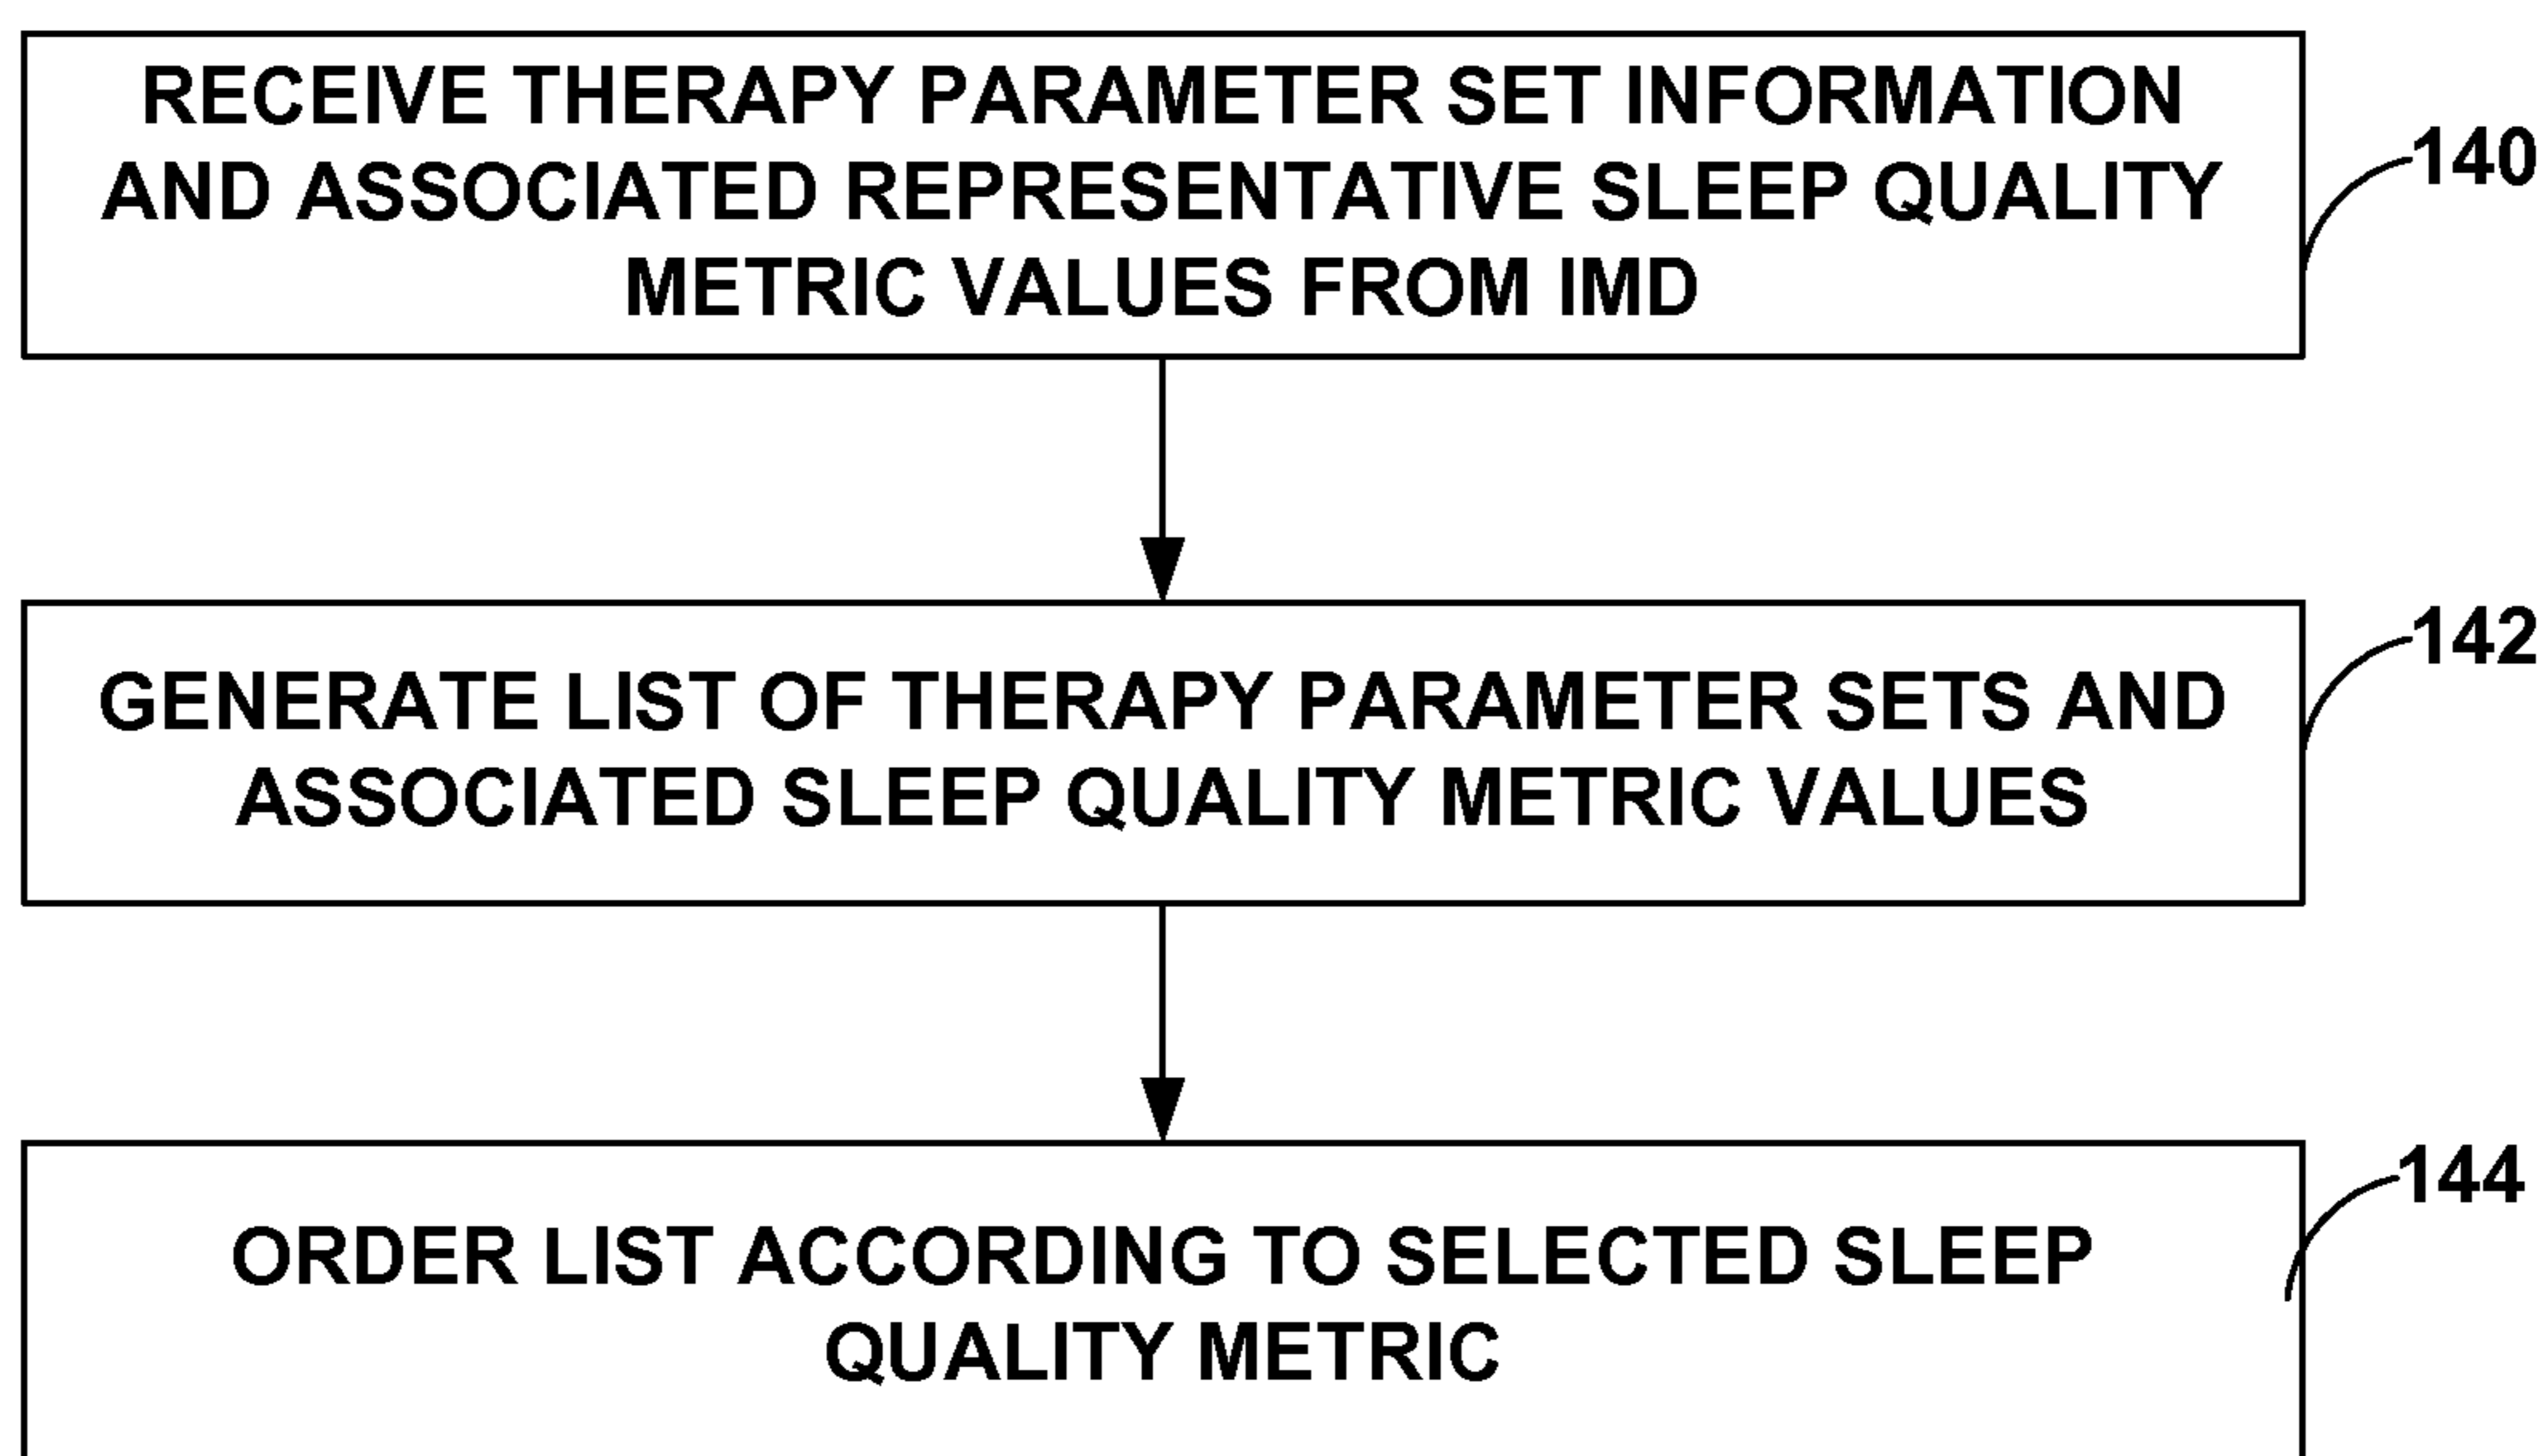 RECEIVE THERAPY PARAMETER SET INFORMATION
AND ASSOCIATED REPRESENTATIVE SLEEP QUALITY
METRIC VALUES FROM IMD
140
GENERATE LIST OF THERAPY PARAMETER SETS AND
ASSOCIATED SLEEP QUALITY METRIC VALUES
142
ORDER LIST ACCORDING TO SELECTED SLEEP
QUALITY METRIC
144